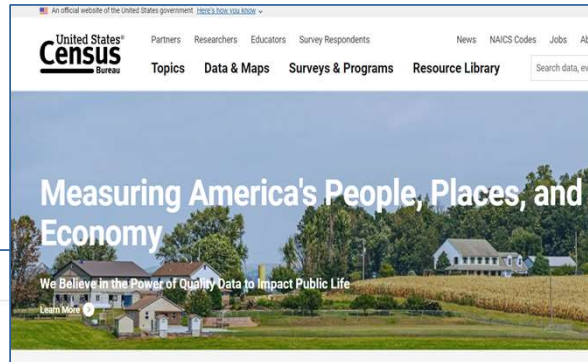 An official website of the United States government Here's how you know
United States®
Census
Bureau
Partners Researchers Educators Survey Respondents News NAICS Codes Jobs Ab
Topics Data & Maps Surveys & Programs Resource Library Search data, ev
Measuring America's People, Places, and
Economy
We Believe in the Power of Quality Data to Impact Public Life
Learn More